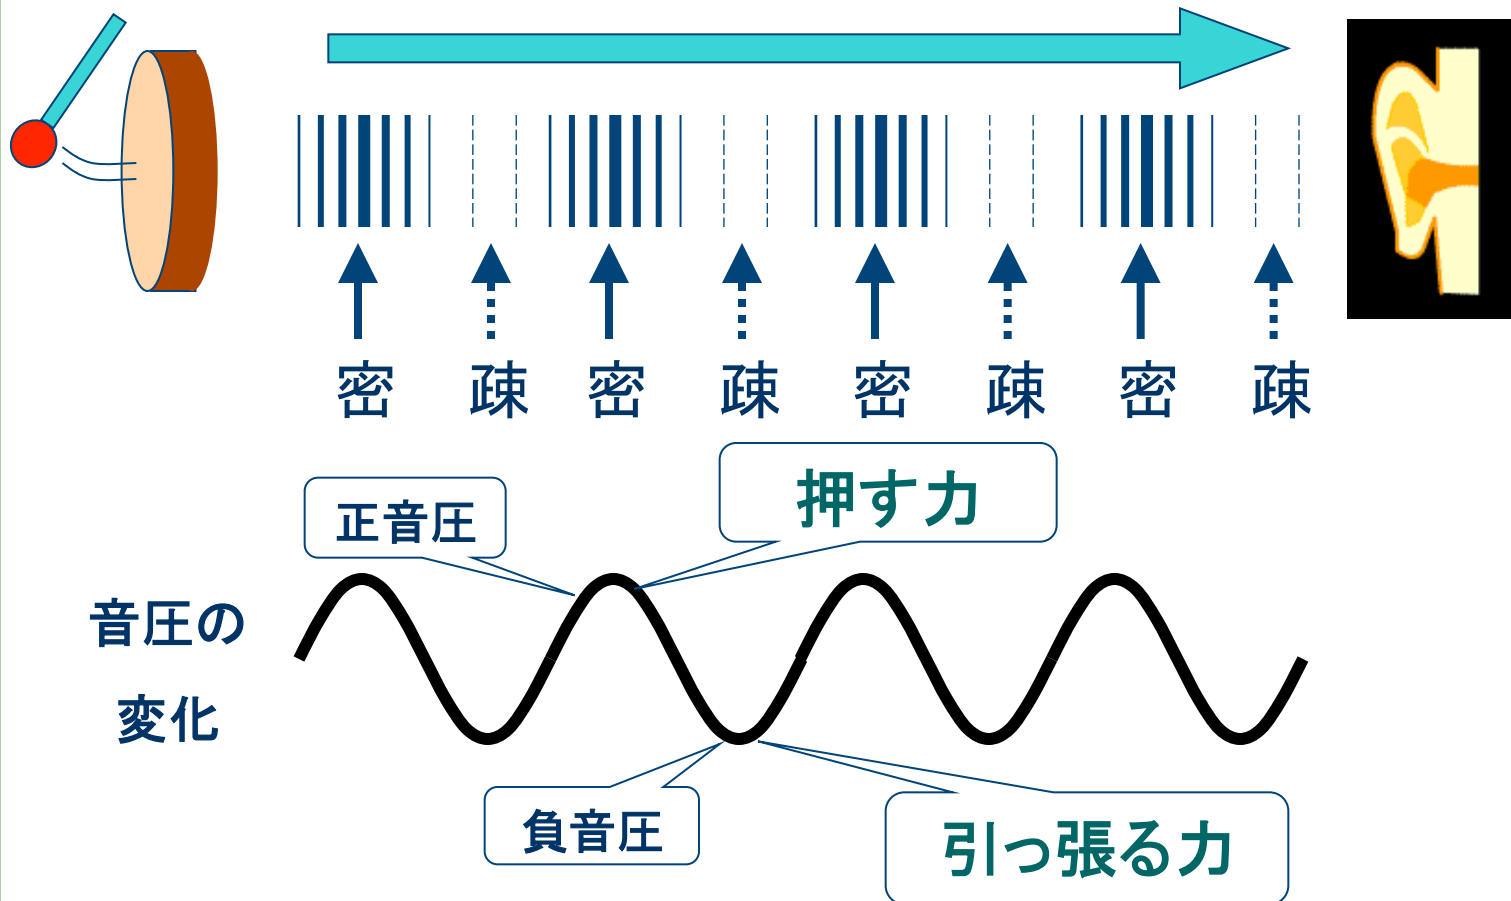 密 疎 密 疎 密 疎 密 疎
押す力
正音圧
音圧の
変化
負音圧
引っ張る力